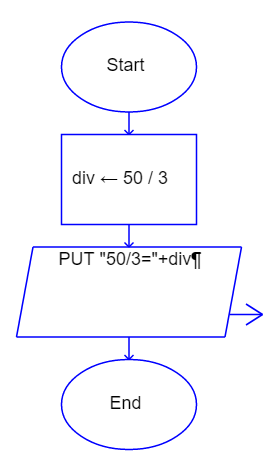 Start
div ← 50 / 3
PUT "50/3="+div¶
End